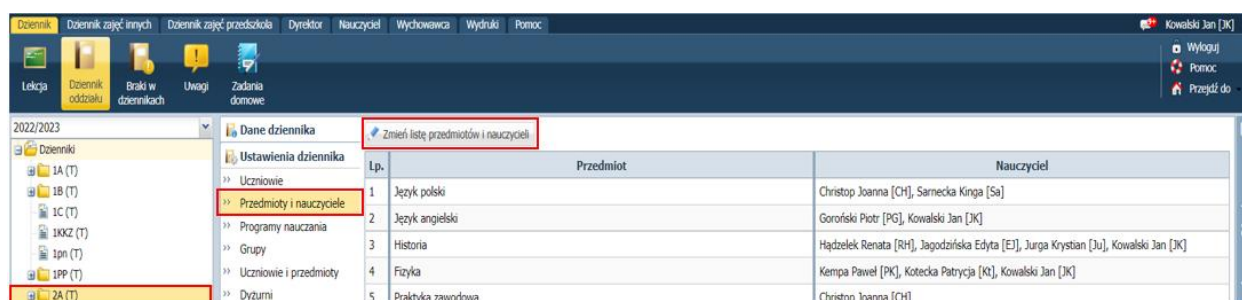 Dziennik Dziennik zajęć innych Dziennik zajęć przedszkola Dyrektor Nauczyciel Wychowawca Wydruki Pomoc Kowalski Jan [JK]
Lekcja Dziennik oddziału Braki w dziennikach Uwagi Zadania domowe
Wyloguj
Pomoc
Przejdź do
2022/2023
Dzienniki
1A (T)
1B (T)
1C (T)
1KKZ (T)
1pn (T)
1PP (T)
2A (T)
Dane dziennika
Ustawienia dziennika
Uczniowie
Przedmioty i nauczyciele
Programy nauczania
Grupy
Uczniowie i przedmioty
Dyżurni
Zmień listę przedmiotów i nauczycieli
Lp. Przedmiot Nauczyciel
1 Język polski Christop Joanna [CH], Sarnecka Kinga [Sa]
2 Język angielski Goroński Piotr [PG], Kowalski Jan [JK]
3 Historia Hądzelek Renata [RH], Jagodzińska Edyta [EJ], Jurga Krystian [Ju], Kowalski Jan [JK]
4 Fizyka Kempa Paweł [PK], Kotecka Patrycja [Kt], Kowalski Jan [JK]
5 Praktyka zawodowa Christop Joanna [CH]